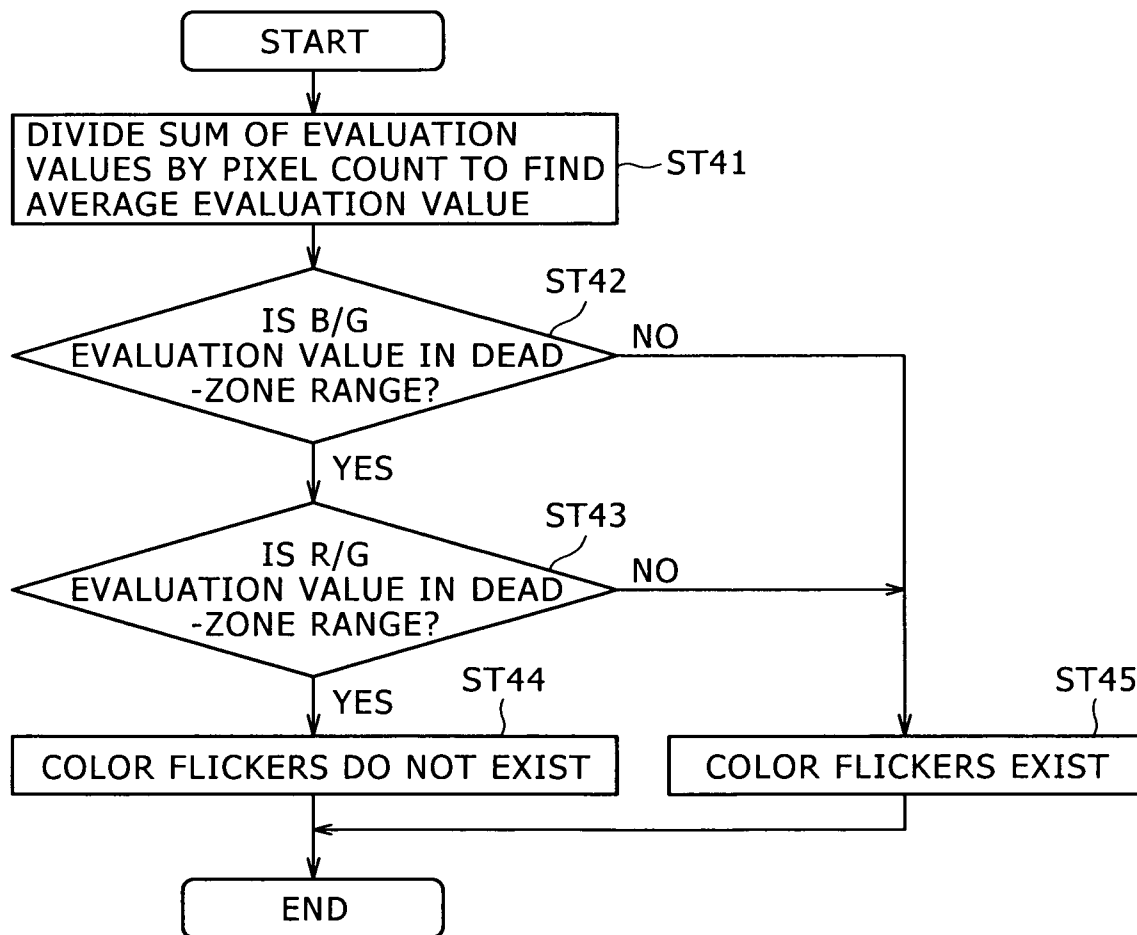 START
DIVIDE SUM OF EVALUATION
VALUES BY PIXEL COUNT TO FIND
AVERAGE EVALUATION VALUE
ST41
ST42
IS B/G
EVALUATION VALUE IN DEAD
-ZONE RANGE?
NO
YES
ST43
IS R/G
EVALUATION VALUE IN DEAD
-ZONE RANGE?
NO
YES
ST44
COLOR FLICKERS DO NOT EXIST
ST45
COLOR FLICKERS EXIST
END